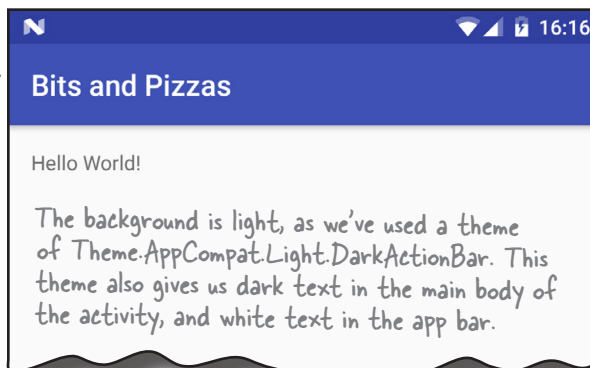 16:16
Bits and Pizzas
Hello World!
The background is light, as we've used a theme
of Theme.AppCompat.Light.DarkActionBar. This
theme also gives us dark text in the main body of
the activity, and white text in the app bar.